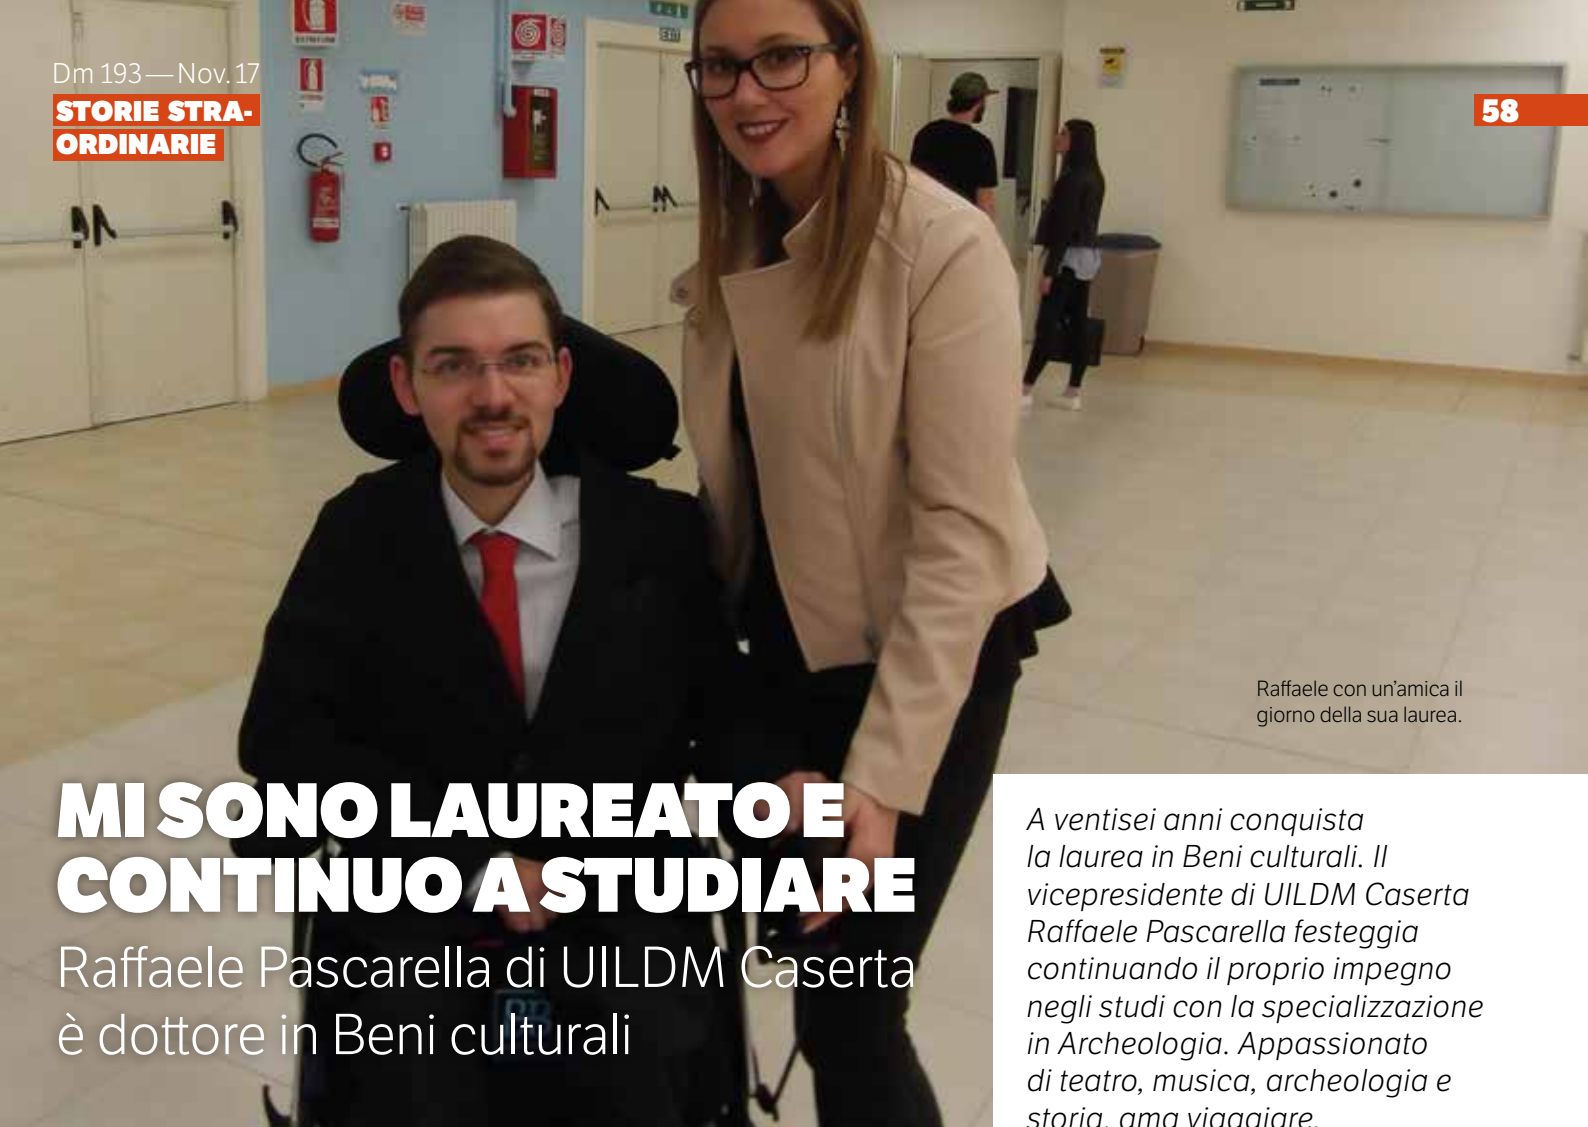 Dm 193 — Nov. 17
STORIE STRA-
ORDINARIE
58
EXIT
Raffaele con un’amica il
giorno della sua laurea.
MI SONO LAUREATO E
CONTINUO A STUDIARE
Raffaele Pascarella di UILDM Caserta
è dottore in Beni culturali
A ventisei anni conquista
la laurea in Beni culturali. Il
vicepresidente di UILDM Caserta
Raffaele Pascarella festeggia
continuando il proprio impegno
negli studi con la specializzazione
in Archeologia. Appassionato
di teatro, musica, archeologia e
storia, ama viaggiare.